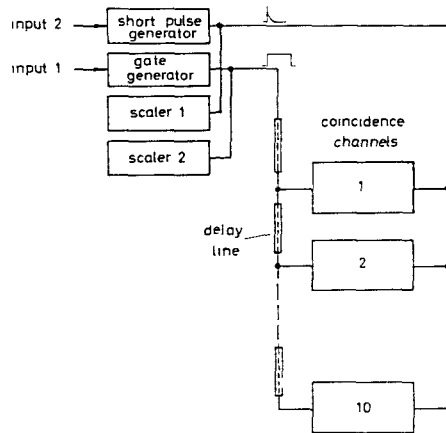 input 2
short pulse
generator
input 1
gate
generator
scaler 1
scaler 2
coincidence
channels
1
delay
line
2
10